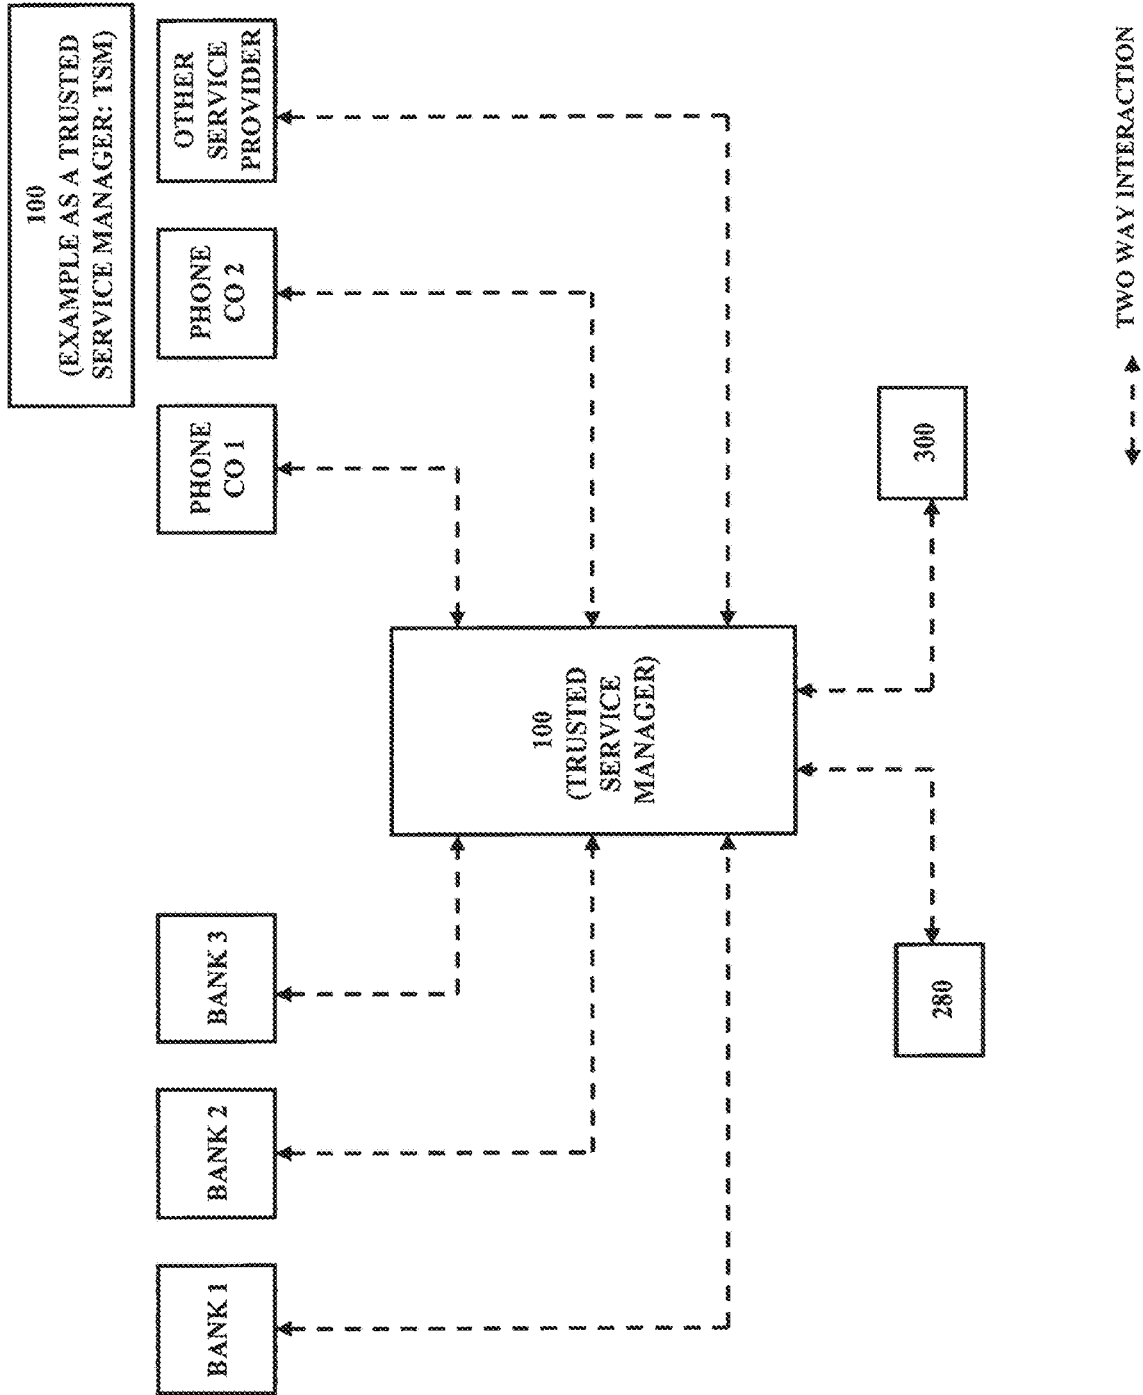 100
(EXAMPLE AS A TRUSTED
SERVICE MANAGER: TSM)
BANK 1
BANK 2
BANK 3
PHONE
CO 1
PHONE
CO 2
OTHER
SERVICE
PROVIDER
100
(TRUSTED
SERVICE
MANAGER)
280
300
TWO WAY INTERACTION